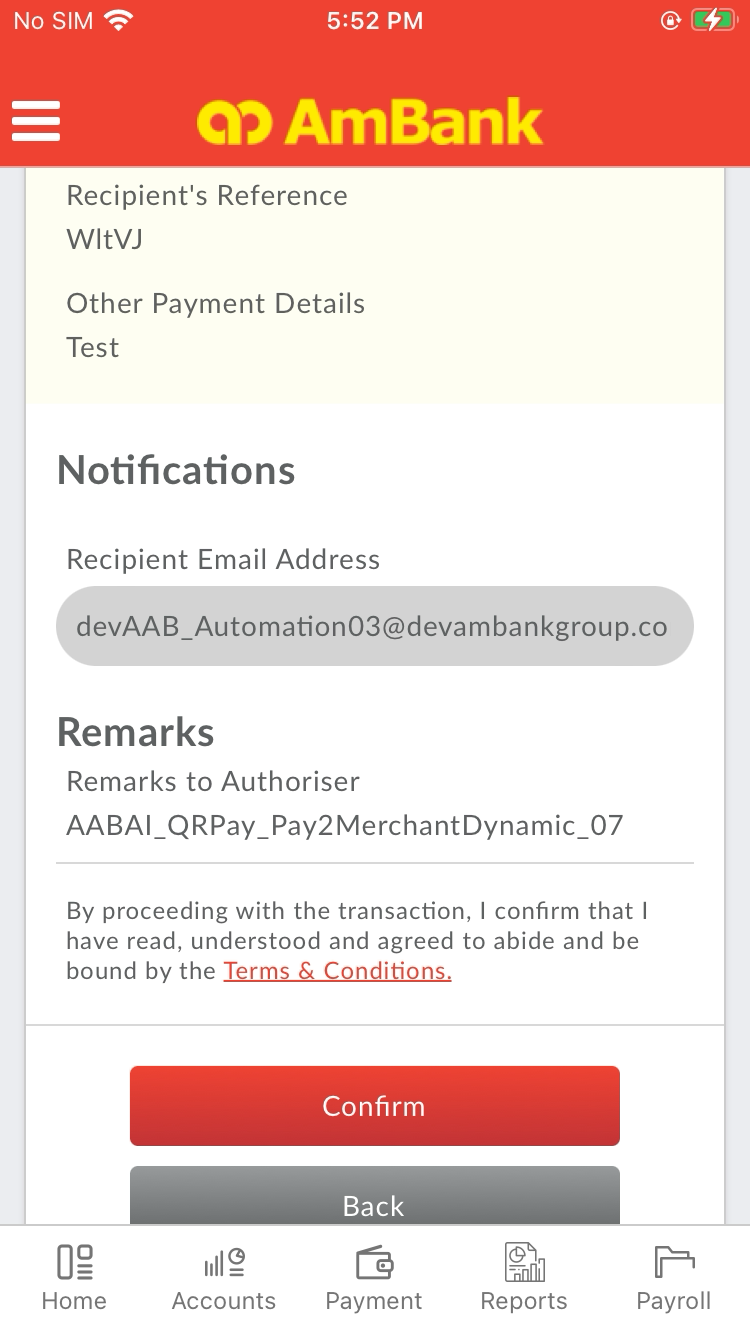 No SIM 5:52 PM
AmBank
Recipient's Reference
WltVJ
Other Payment Details
Test
Notifications
Recipient Email Address
devAAB_Automation03@devambankgroup.co
Remarks
Remarks to Authoriser
AABAI_QRPay_Pay2MerchantDynamic_07
By proceeding with the transaction, I confirm that I
have read, understood and agreed to abide and be
bound by the Terms & Conditions.
Confirm
Back
Home Accounts Payment Reports Payroll